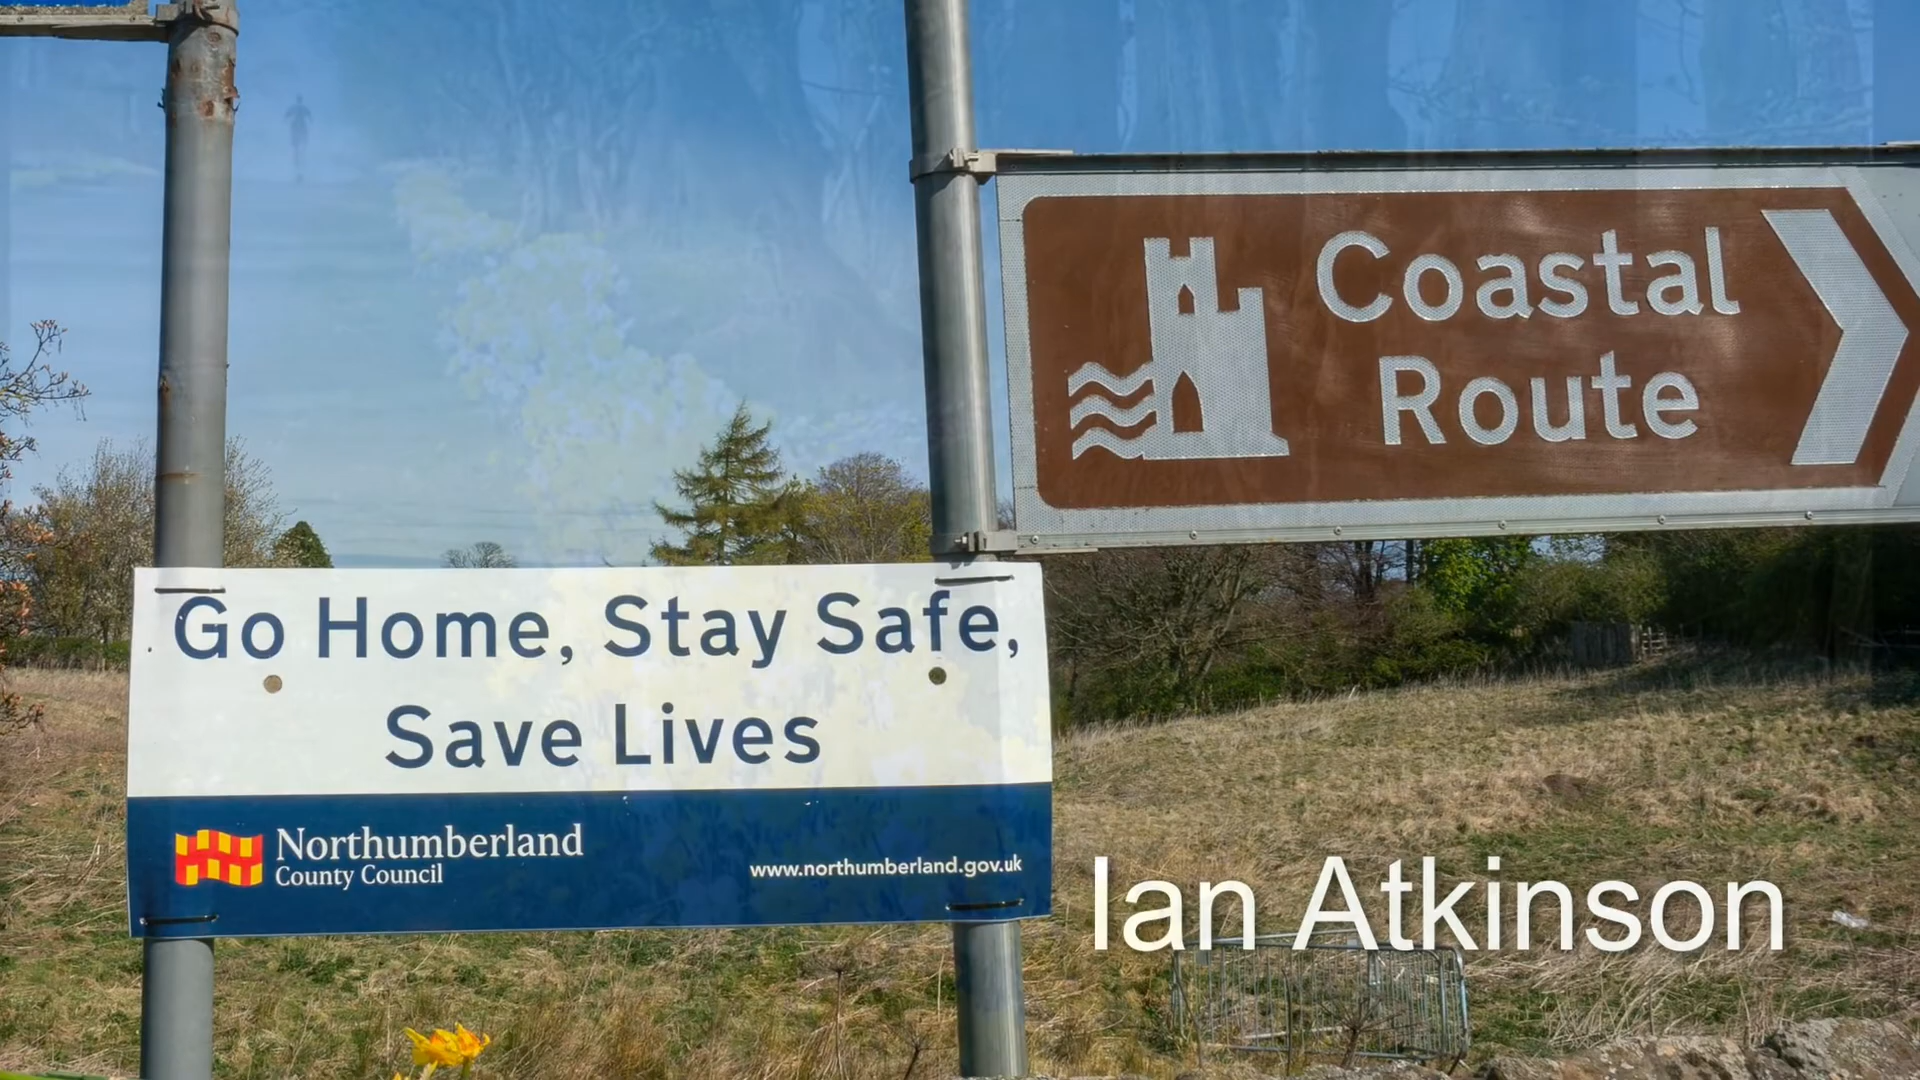 Coastal
Route
Go Home, Stay Safe,
Save Lives
Northumberland
County Council
www.northumberland.gov.uk
Ian Atkinson